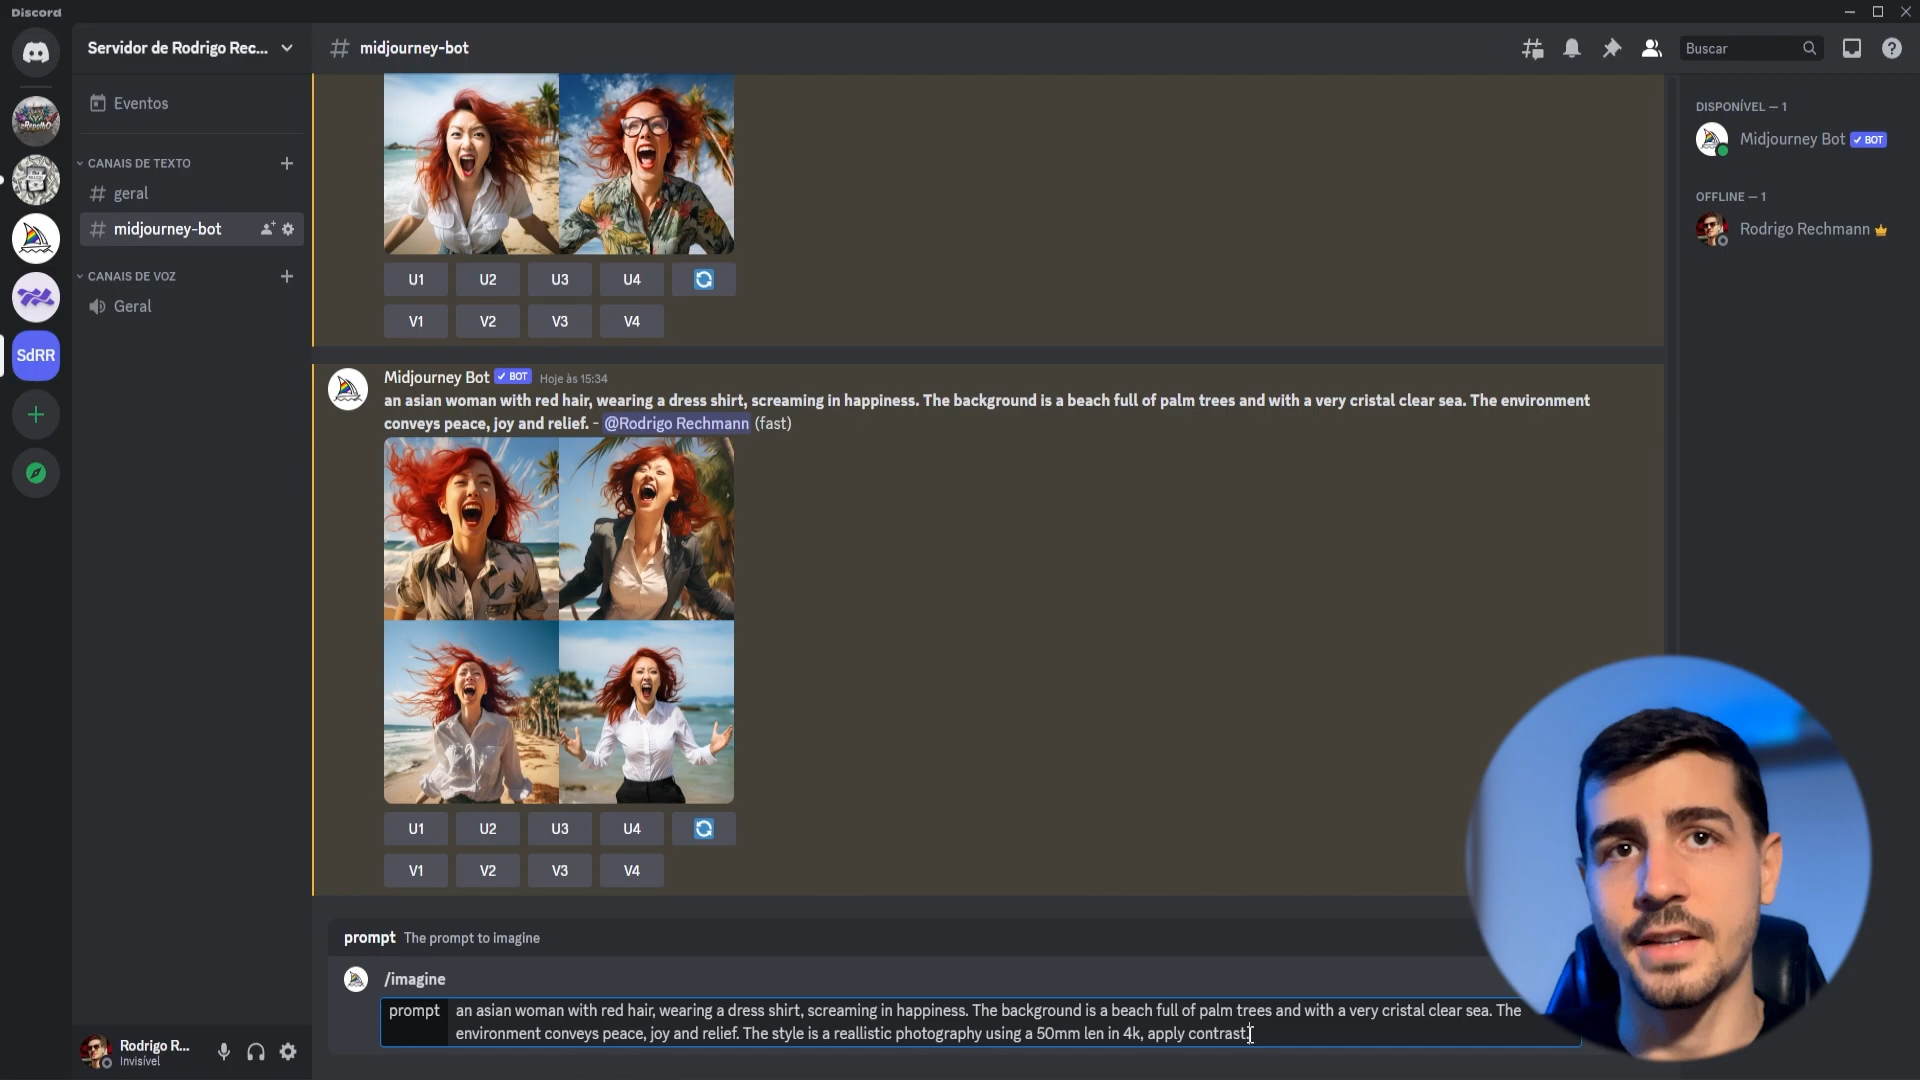 Discord
Servidor de Rodrigo Rec...
midjourney-bot
Buscar
Eventos
CANAIS DE TEXTO
geral
midjourney-bot
CANAIS DE VOZ
Geral
SdRR
DISPONÍVEL — 1
Midjourney Bot BOT
OFFLINE — 1
Rodrigo Rechmann
U1 U2 U3 U4
V1 V2 V3 V4
Midjourney Bot BOT Hoje às 15:34
an asian woman with red hair, wearing a dress shirt, screaming in happiness. The background is a beach full of palm trees and with a very cristal clear sea. The environment
conveys peace, joy and relief. - @Rodrigo Rechmann (fast)
U1 U2 U3 U4
V1 V2 V3 V4
prompt The prompt to imagine
/imagine
prompt an asian woman with red hair, wearing a dress shirt, screaming in happiness. The background is a beach full of palm trees and with a very cristal clear sea. The
environment conveys peace, joy and relief. The style is a reallistic photography using a 50mm len in 4k, apply contrast.
Rodrigo R...
Invisível